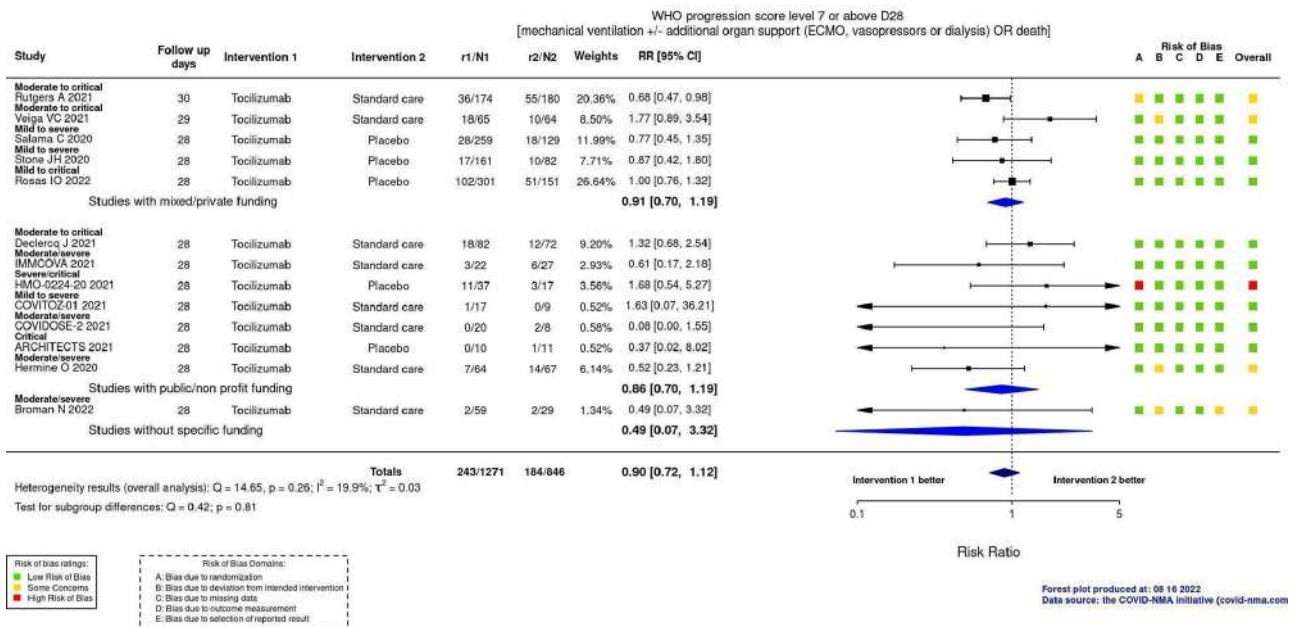 WHO progression score level 7 or above D28
[mechanical ventilation +/- additional organ support (ECMO, vasopressors or dialysis) OR death]
Study Follow up days Intervention 1 Intervention 2 r1/N1 r2/N2 Weights RR [95% CI] Risk of Bias A B C D E Overall
Moderate to critical
Rutgers A 2021 30 Tocilizumab Standard care 36/174 55/180 20.36% 0.68 [0.47, 0.98]
Moderate to critical
Veiga VC 2021 29 Tocilizumab Standard care 18/65 10/64 8.50% 1.77 [0.89, 3.54]
Mild to severe
Salama C 2020 28 Tocilizumab Placebo 28/259 18/129 11.99% 0.77 [0.45, 1.35]
Mild to severe
Stone JH 2020 28 Tocilizumab Placebo 17/161 10/82 7.71% 0.87 [0.42, 1.80]
Mild to critical
Rosas IO 2022 28 Tocilizumab Placebo 102/301 51/151 26.64% 1.00 [0.76, 1.32]
Studies with mixed/private funding 0.91 [0.70, 1.19]
Moderate to critical
Declercq J 2021 28 Tocilizumab Standard care 18/82 12/72 9.20% 1.32 [0.68, 2.54]
Moderate/severe
IMMCOVA 2021 28 Tocilizumab Standard care 3/22 6/27 2.93% 0.61 [0.17, 2.18]
Severe/critical
HMO-0224-20 2021 28 Tocilizumab Placebo 11/37 3/17 3.56% 1.68 [0.54, 5.27]
Mild to severe
COVITOZ-01 2021 28 Tocilizumab Standard care 1/17 0/9 0.52% 1.63 [0.07, 36.21]
Moderate/severe
COVIDOSE-2 2021 28 Tocilizumab Standard care 0/20 2/8 0.58% 0.08 [0.00, 1.55]
Critical
ARCHITECTS 2021 28 Tocilizumab Placebo 0/10 1/11 0.52% 0.37 [0.02, 8.02]
Moderate/severe
Hermine O 2020 28 Tocilizumab Standard care 7/64 14/67 6.14% 0.52 [0.23, 1.21]
Studies with public/non profit funding 0.86 [0.70, 1.19]
Moderate/severe
Broman N 2022 28 Tocilizumab Standard care 2/59 2/29 1.34% 0.49 [0.07, 3.32]
Studies without specific funding 0.49 [0.07, 3.32]
Totals 243/1271 184/846 0.90 [0.72, 1.12]
Heterogeneity results (overall analysis): Q = 14.65, p = 0.26; I² = 19.9%; τ² = 0.03
Test for subgroup differences: Q = 0.42; p = 0.81
Intervention 1 better Intervention 2 better
0.1 1 5
Risk Ratio
Risk of bias ratings:
Low Risk of Bias
Some Concerns
High Risk of Bias
Risk of Bias Domains:
A: Bias due to randomization
B: Bias due to deviation from intended intervention
C: Bias due to missing data
D: Bias due to outcome measurement
E: Bias due to selection of reported result
Forest plot produced at: 08 16 2022
Data source: the COVID-NMA initiative (covid-nma.com